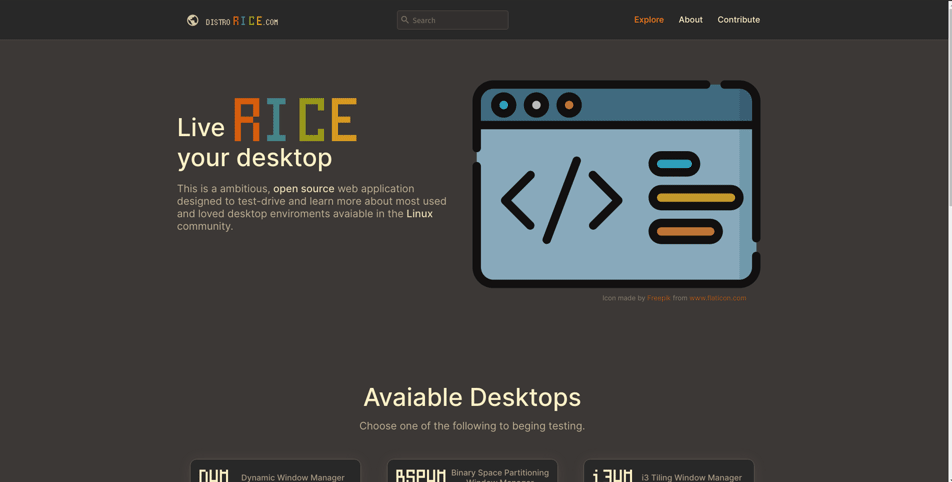 DISTRO RICE.COM
Search
Explore
About
Contribute
Live RICE
your desktop
This is a ambitious, open source web application
designed to test-drive and learn more about most used
and loved desktop enviroments avaiable in the Linux
community.
Icon made by Freepik from www.flaticon.com
Avaiable Desktops
Choose one of the following to beging testing.
DWM
Dynamic Window Manager
BSPWM
Binary Space Partitioning
Window Manager
i3WM
i3 Tiling Window Manager